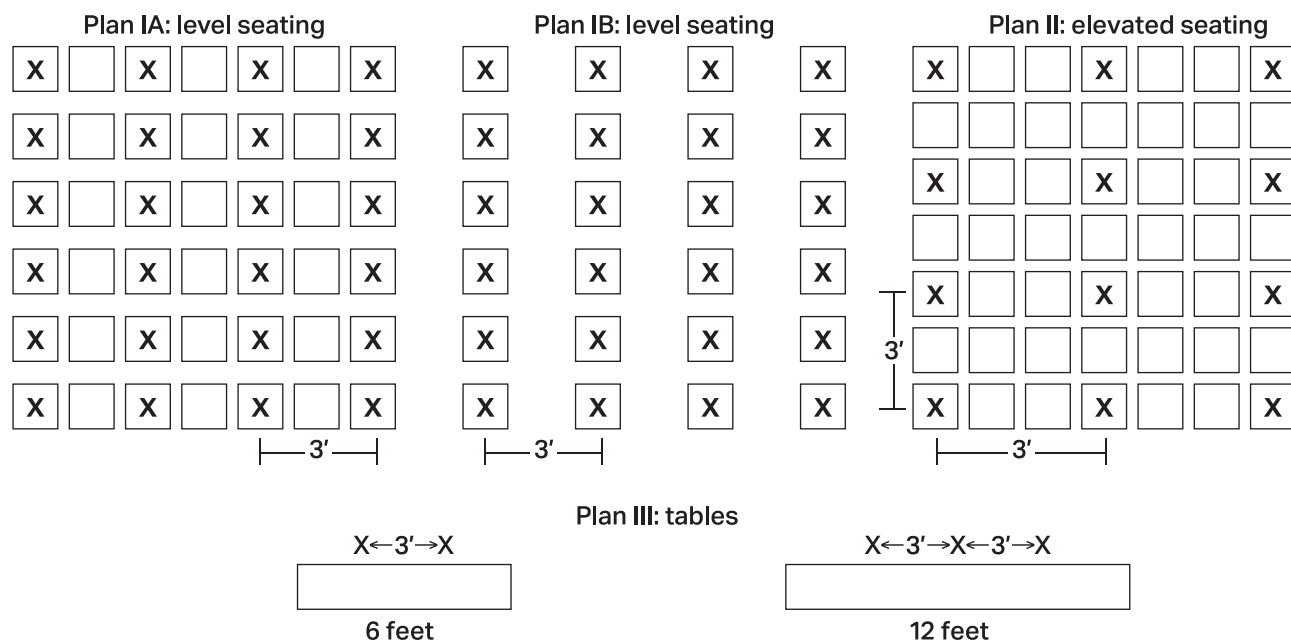 Plan IA: level seating
X X X X
X X X X
X X X X
X X X X
X X X X
X X X X
3′
Plan IB: level seating
X X X X
X X X X
X X X X
X X X X
X X X X
X X X X
3′
Plan II: elevated seating
X X X
X X X
X X X
3′
X X X
3′
Plan III: tables
X←3′→X
6 feet
X←3′→X←3′→X
12 feet